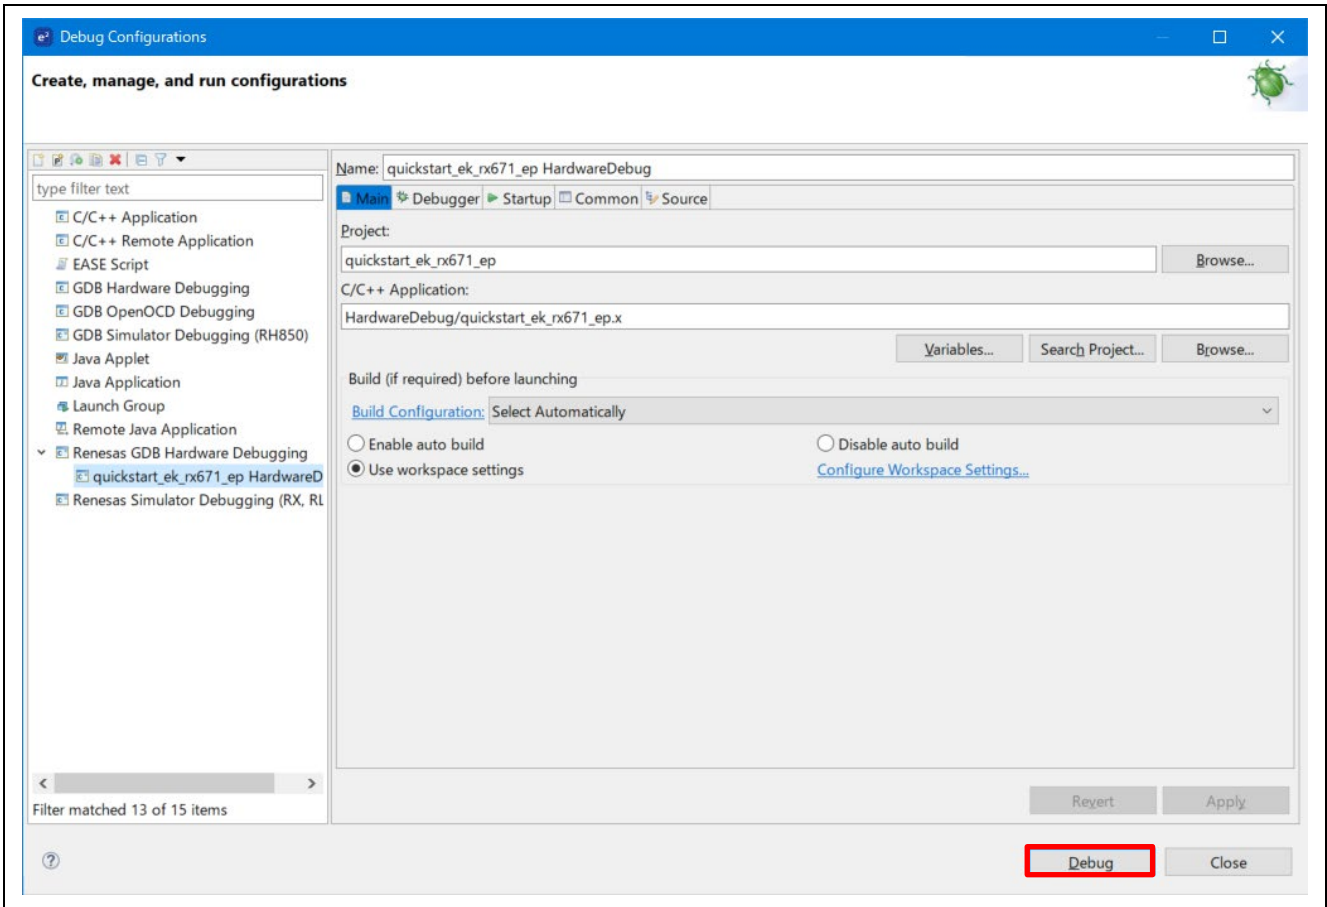 e² Debug Configurations
Create, manage, and run configurations
type filter text
C/C++ Application
C/C++ Remote Application
EASE Script
GDB Hardware Debugging
GDB OpenOCD Debugging
GDB Simulator Debugging (RH850)
Java Applet
Java Application
Launch Group
Remote Java Application
Renesas GDB Hardware Debugging
quickstart_ek_rx671_ep HardwareD
Renesas Simulator Debugging (RX, RL
Filter matched 13 of 15 items
Name: quickstart_ek_rx671_ep HardwareDebug
Main Debugger Startup Common Source
Project:
quickstart_ek_rx671_ep Browse...
C/C++ Application:
HardwareDebug/quickstart_ek_rx671_ep.x
Variables... Search Project... Browse...
Build (if required) before launching
Build Configuration: Select Automatically
Enable auto build Disable auto build
Use workspace settings Configure Workspace Settings...
Revert Apply
? Debug Close